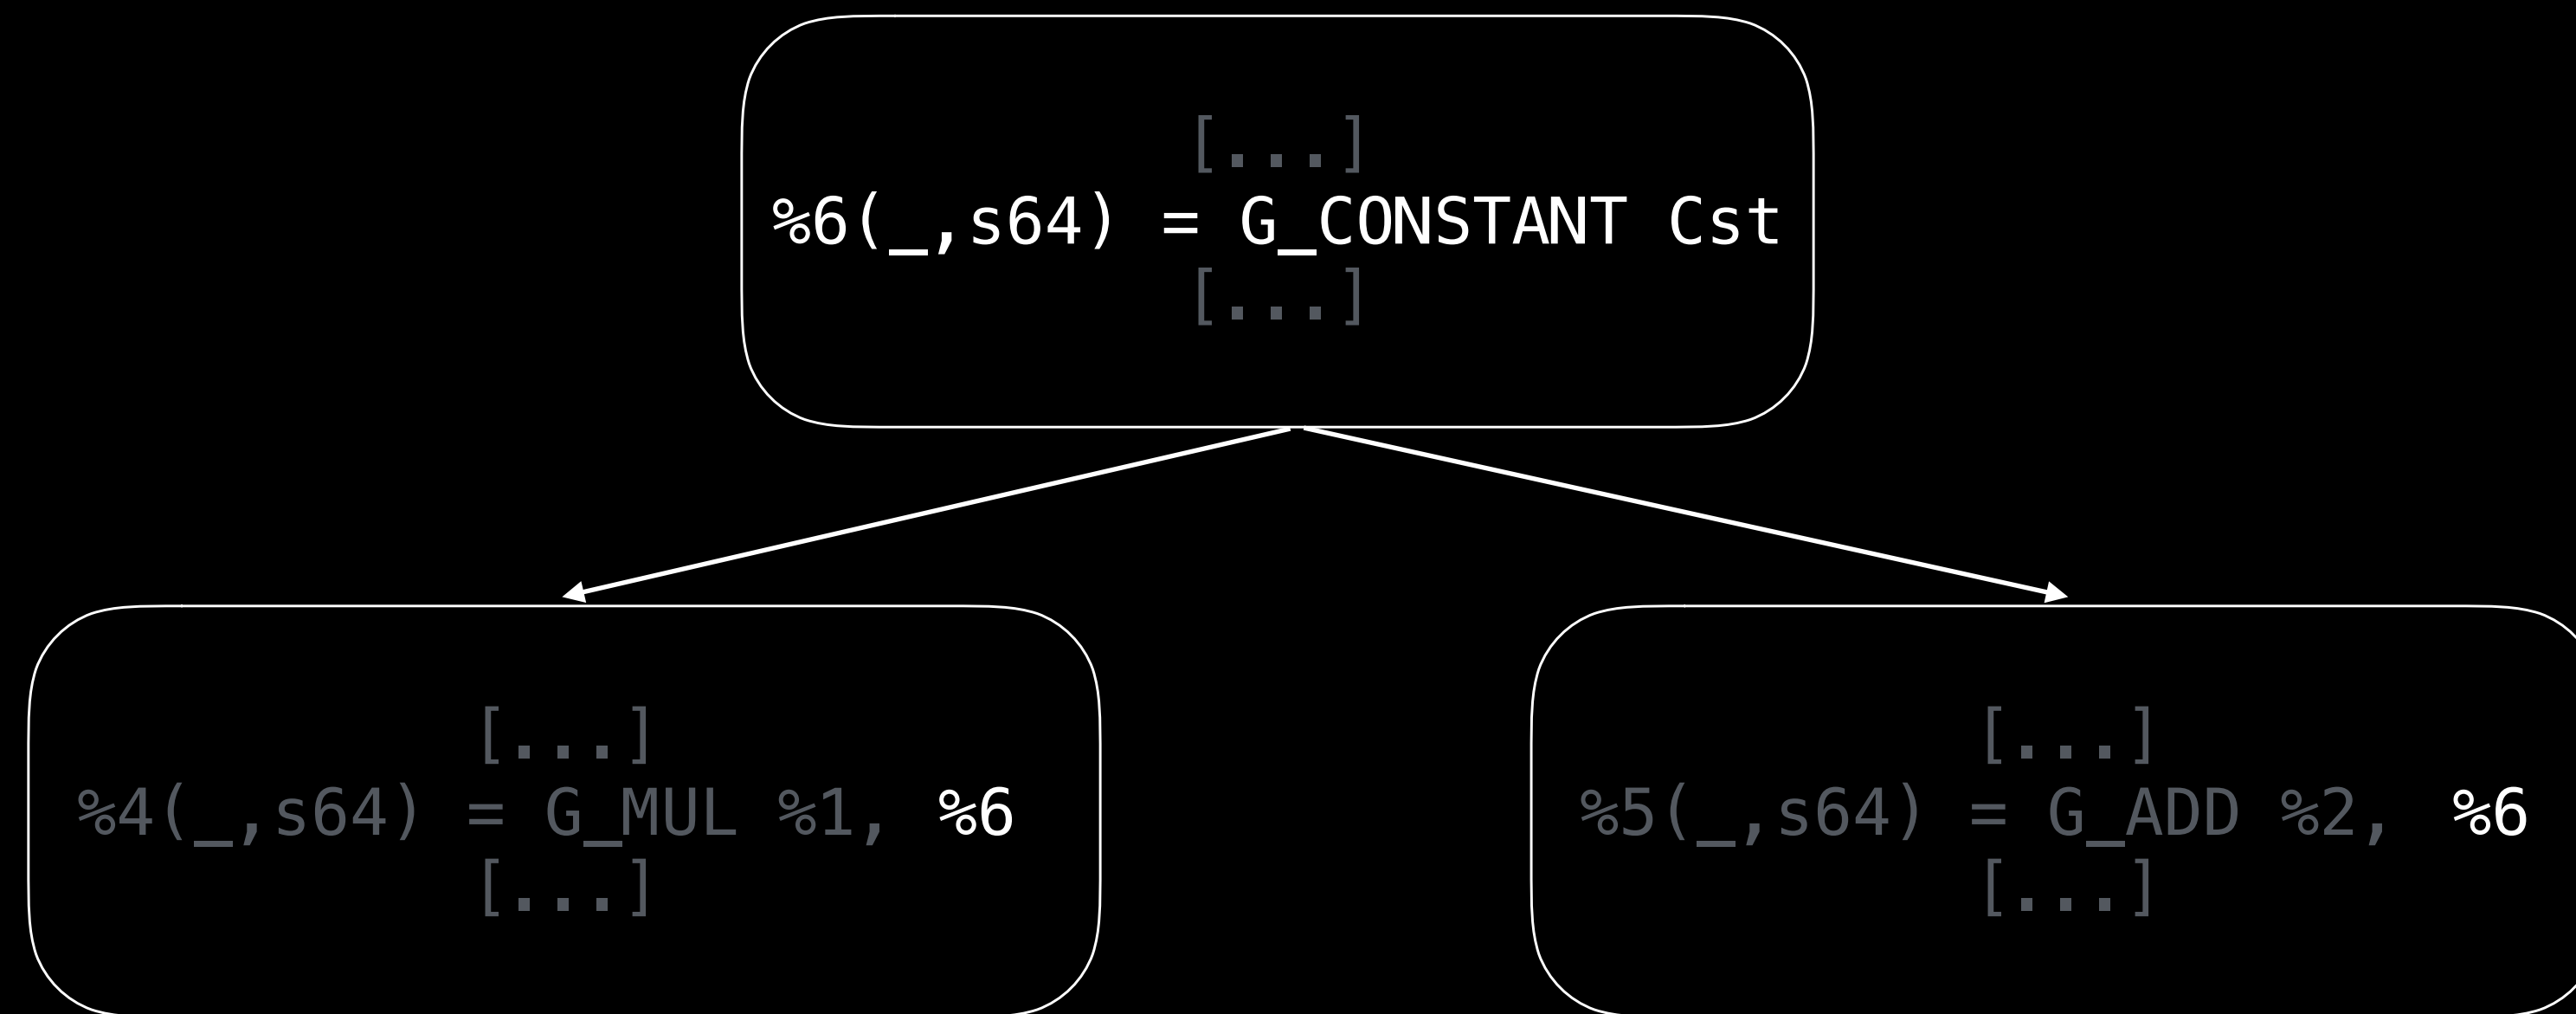 [...]
%6(_,s64) = G_CONSTANT Cst
[...]
[...]
%4(_,s64) = G_MUL %1, %6
[...]
[...]
%5(_,s64) = G_ADD %2, %6
[...]